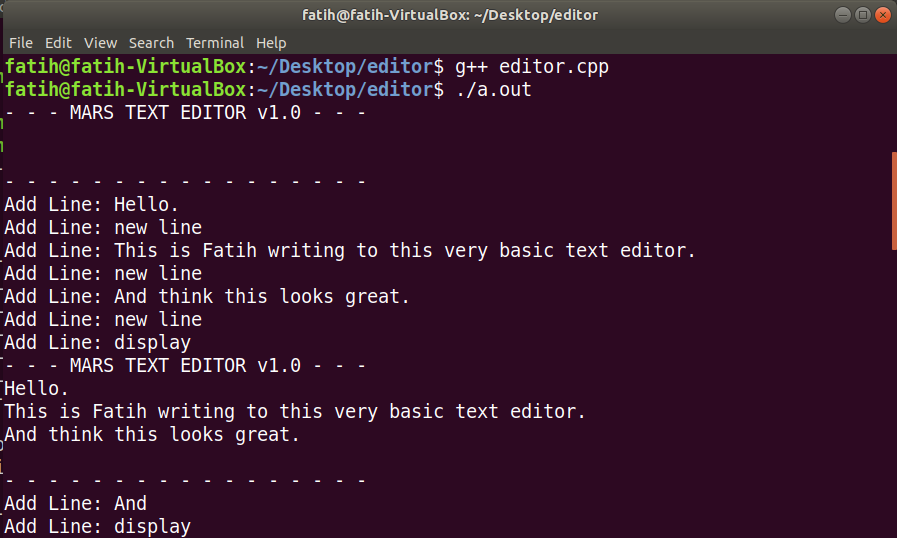 fatih@fatih-VirtualBox: ~/Desktop/editor
File Edit View Search Terminal Help
fatih@fatih-VirtualBox:~/Desktop/editor$ g++ editor.cpp
fatih@fatih-VirtualBox:~/Desktop/editor$ ./a.out
- - - MARS TEXT EDITOR v1.0 - - -
- - - - - - - - - - - - - - - - -
Add Line: Hello.
Add Line: new line
Add Line: This is Fatih writing to this very basic text editor.
Add Line: new line
Add Line: And think this looks great.
Add Line: new line
Add Line: display
- - - MARS TEXT EDITOR v1.0 - - -
Hello.
This is Fatih writing to this very basic text editor.
And think this looks great.
- - - - - - - - - - - - - - - - -
Add Line: And
Add Line: display